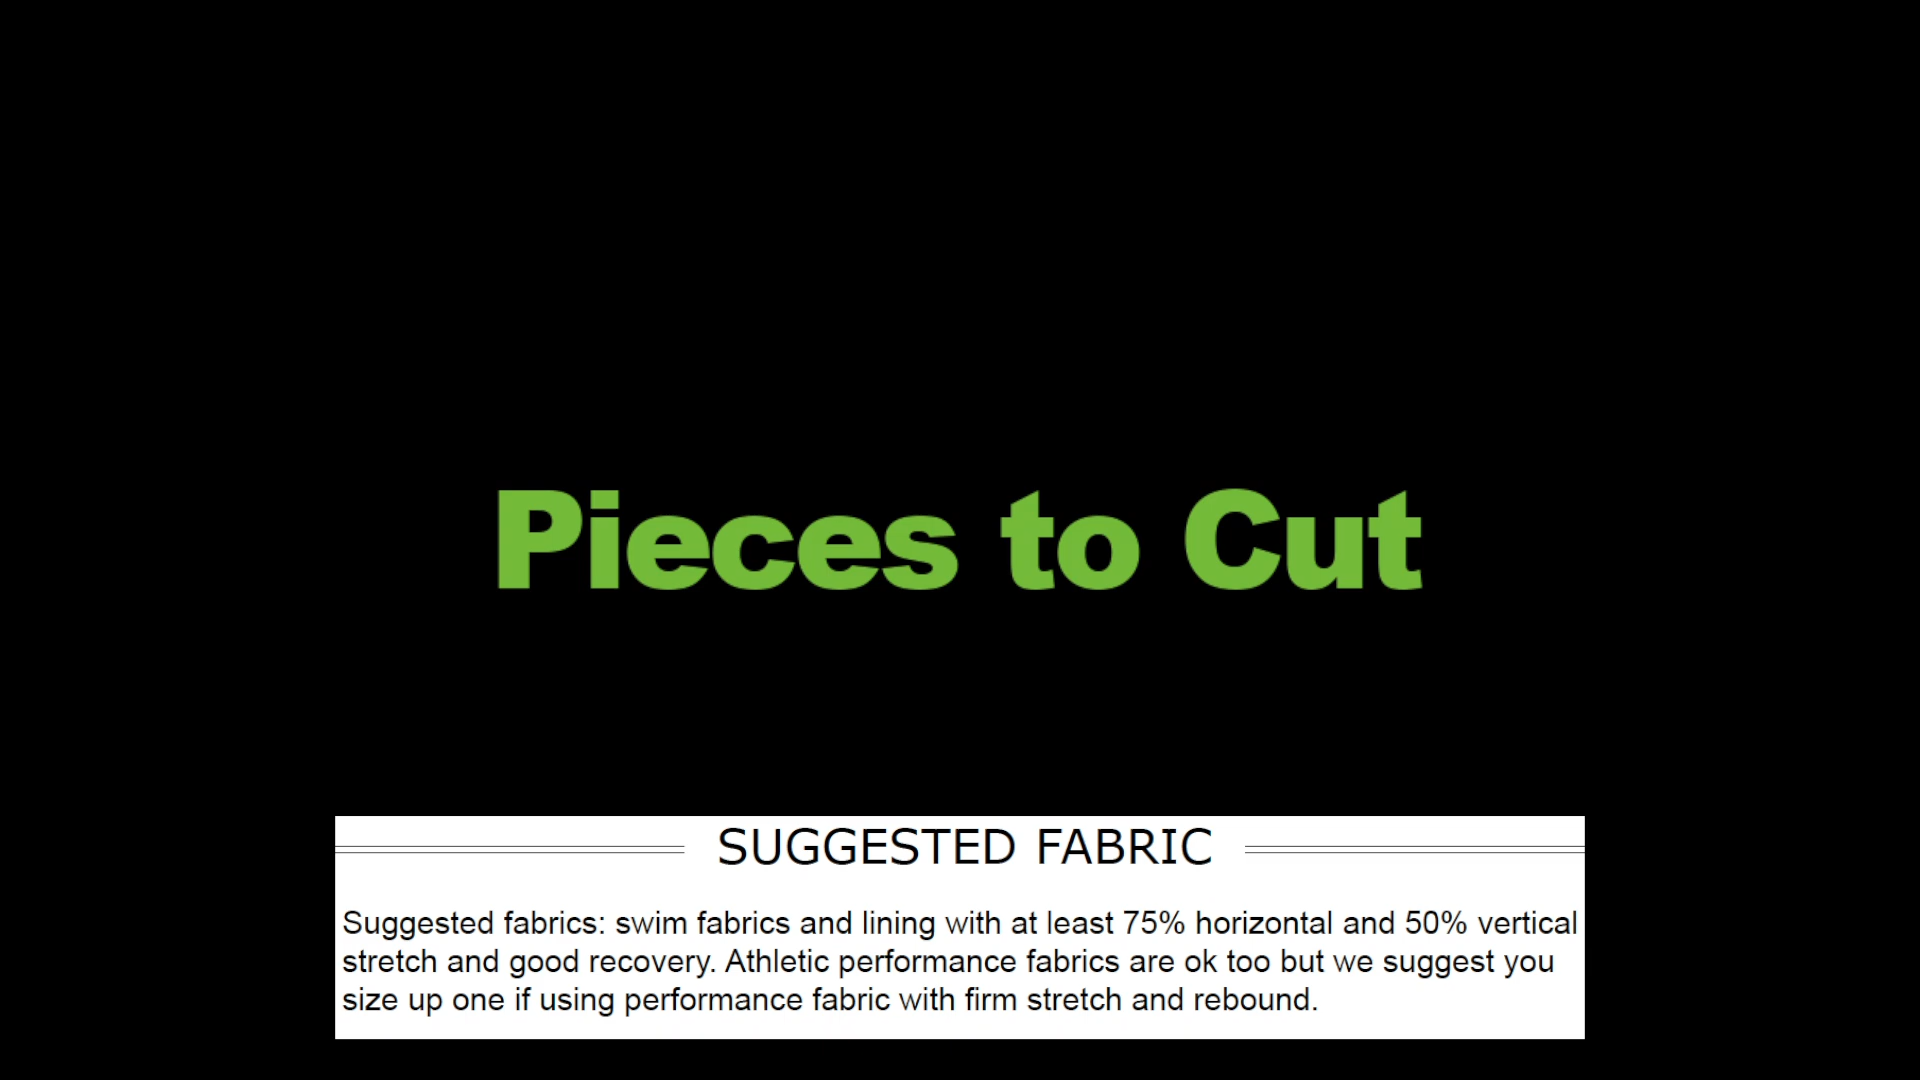 Pieces to Cut
SUGGESTED FABRIC
Suggested fabrics: swim fabrics and lining with at least 75% horizontal and 50% vertical
stretch and good recovery. Athletic performance fabrics are ok too but we suggest you
size up one if using performance fabric with firm stretch and rebound.